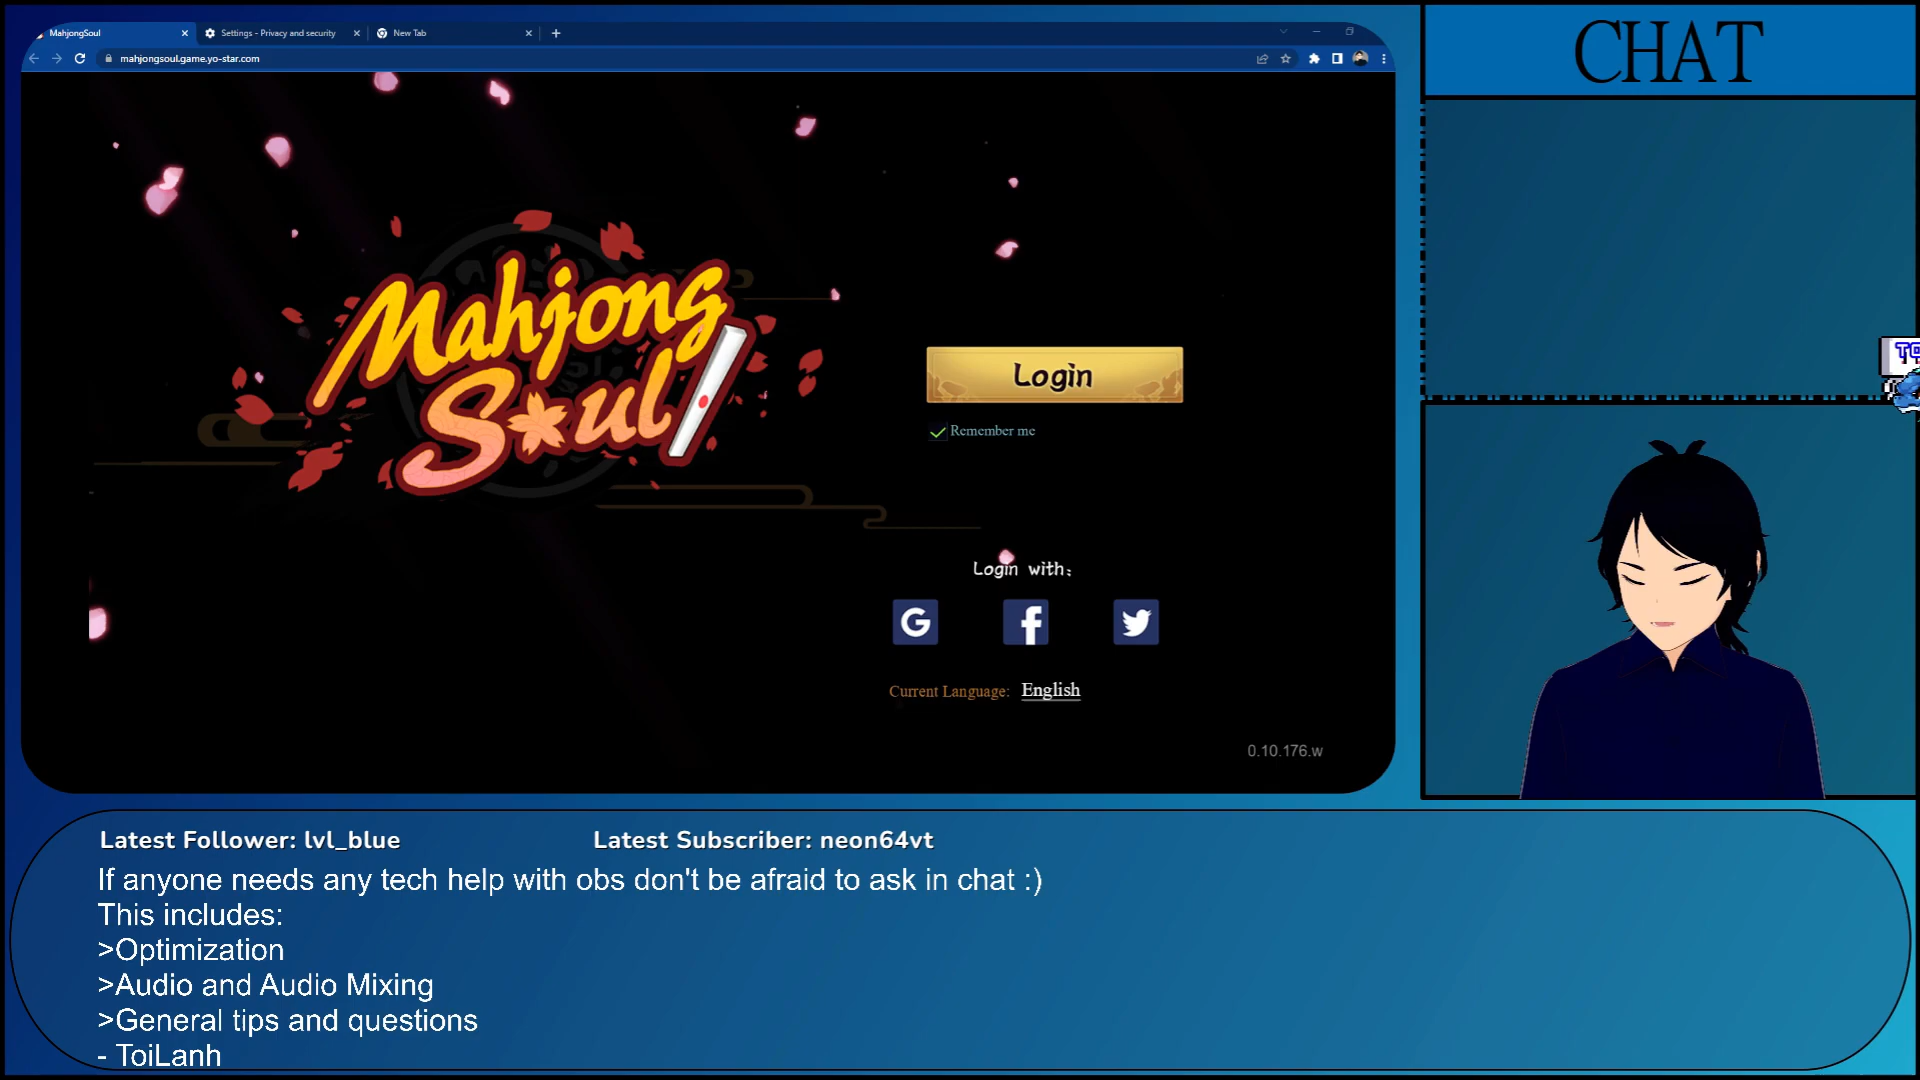 MahjongSoul
Settings - Privacy and security
New Tab
mahjongsoul.game.yo-star.com
CHAT
Mahjong
Soul
Login
Remember me
Login with:
Current Language: English
0.10.176.w
Latest Follower: lvl_blue
Latest Subscriber: neon64vt
If anyone needs any tech help with obs don't be afraid to ask in chat :)
This includes:
>Optimization
>Audio and Audio Mixing
>General tips and questions
- ToiLanh